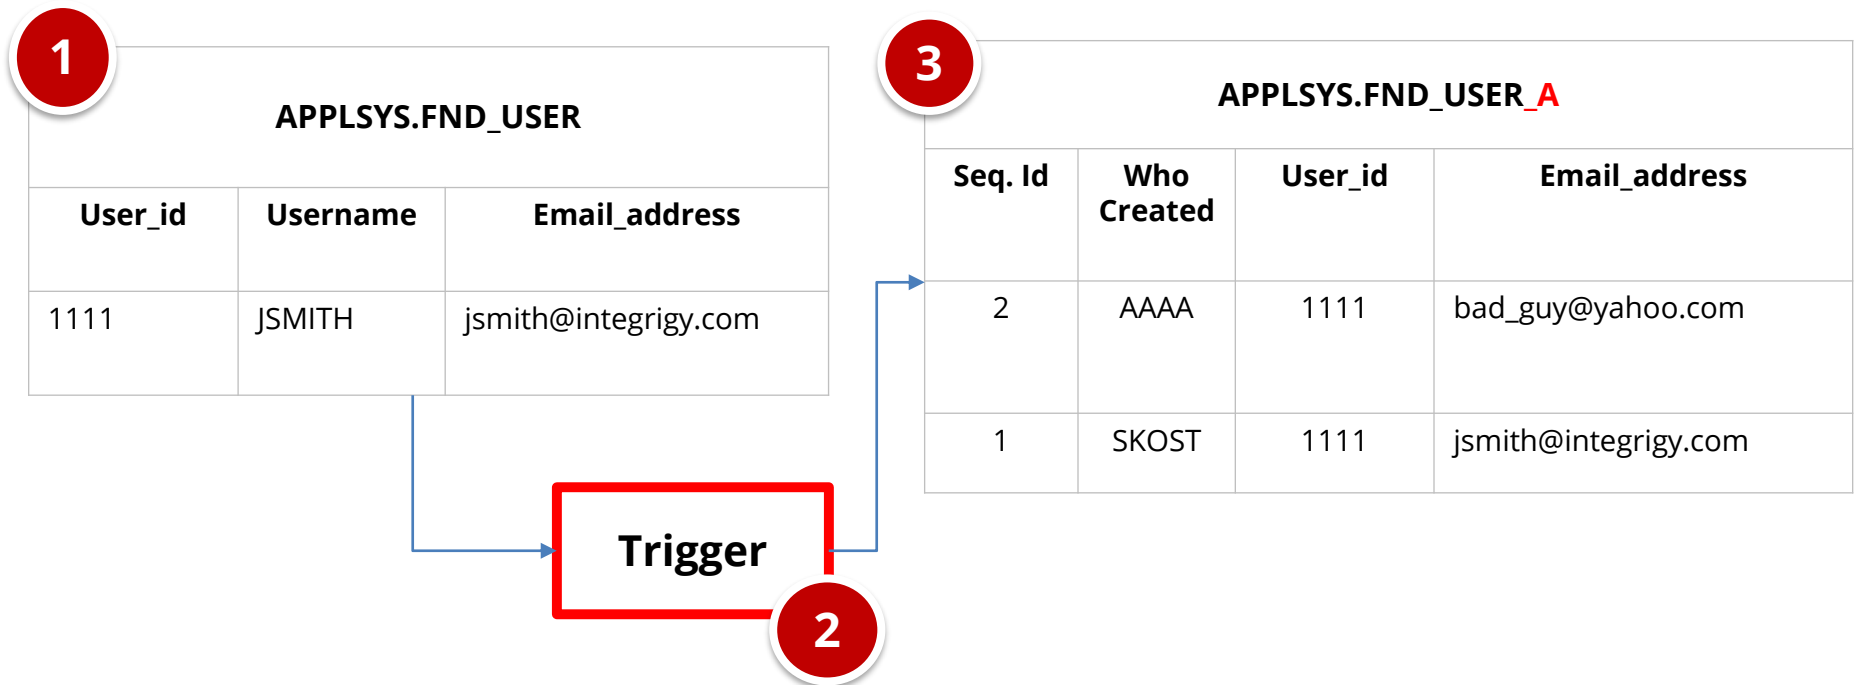 1
APPLSYS.FND_USER
User_id Username Email_address
1111 JSMITH jsmith@integrigy.com
Trigger
2
3
APPLSYS.FND_USER_A
Seq. Id Who User_id Email_address
Created
2 AAAA 1111 bad_guy@yahoo.com
1 SKOST 1111 jsmith@integrigy.com